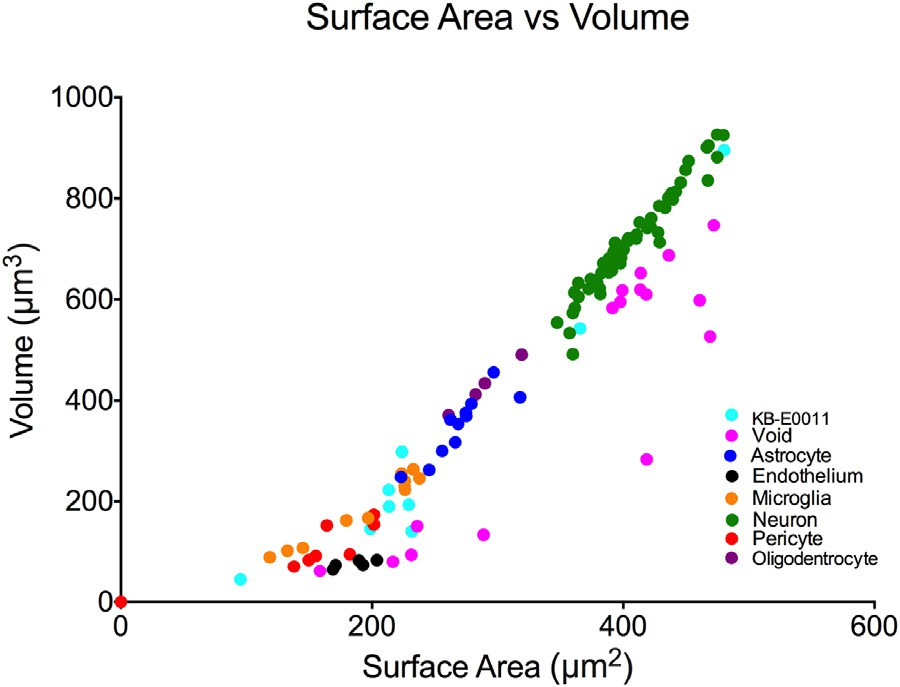 Surface Area vs Volume
1000
800
600
400
200
0
Volume (µm³)
0
200
400
600
Surface Area (µm²)
KB-E0011
Void
Astrocyte
Endothelium
Microglia
Neuron
Pericyte
Oligodentrocyte